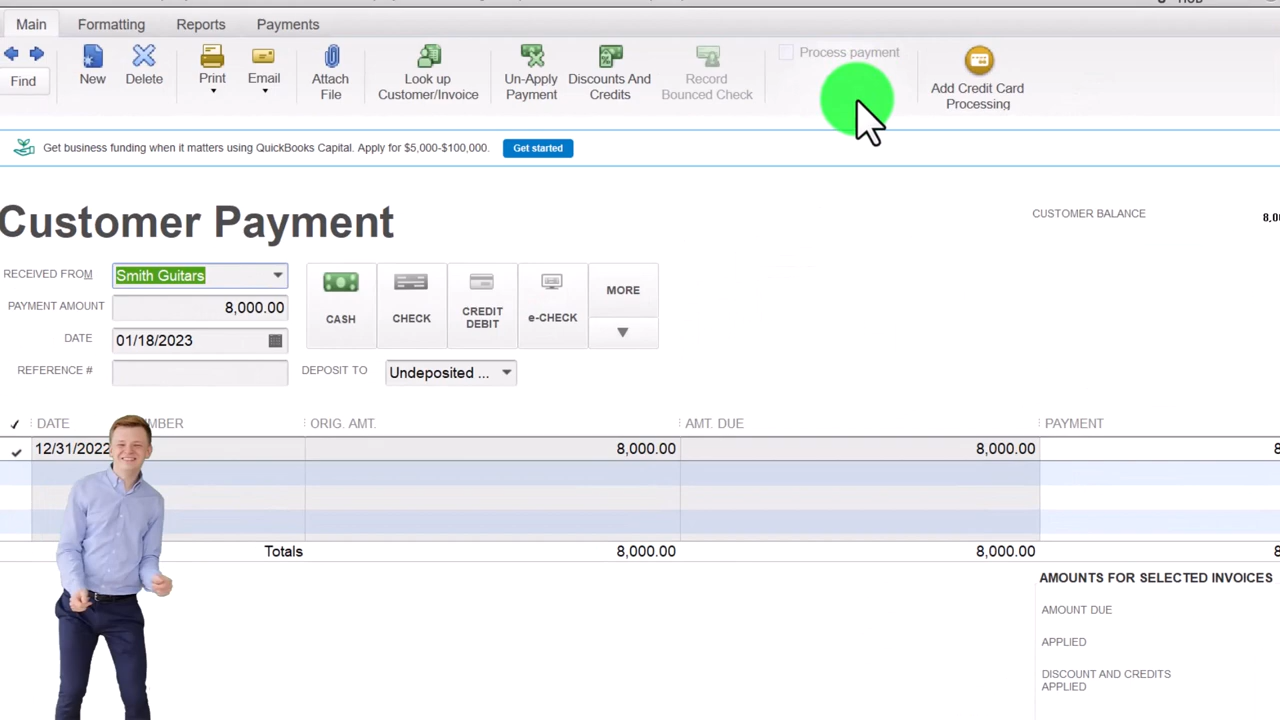 Main Formatting Reports Payments
Find
New
Delete
Print
Email
Attach
File
Look up
Customer/Invoice
Un-Apply
Payment
Discounts And
Credits
Record
Bounced Check
Process payment
Add Credit Card
Processing
Get business funding when it matters using QuickBooks Capital. Apply for $5,000-$100,000. Get started
Customer Payment
CUSTOMER BALANCE 8,0
RECEIVED FROM Smith Guitars
PAYMENT AMOUNT 8,000.00
DATE 01/18/2023
REFERENCE #
CASH
CHECK
CREDIT
DEBIT
e-CHECK
MORE
DEPOSIT TO Undeposited ...
DATE MBER ORIG. AMT. AMT. DUE PAYMENT
12/31/2022 8,000.00 8,000.00 8
Totals 8,000.00 8,000.00 8
AMOUNTS FOR SELECTED INVOICES
AMOUNT DUE
APPLIED
DISCOUNT AND CREDITS
APPLIED